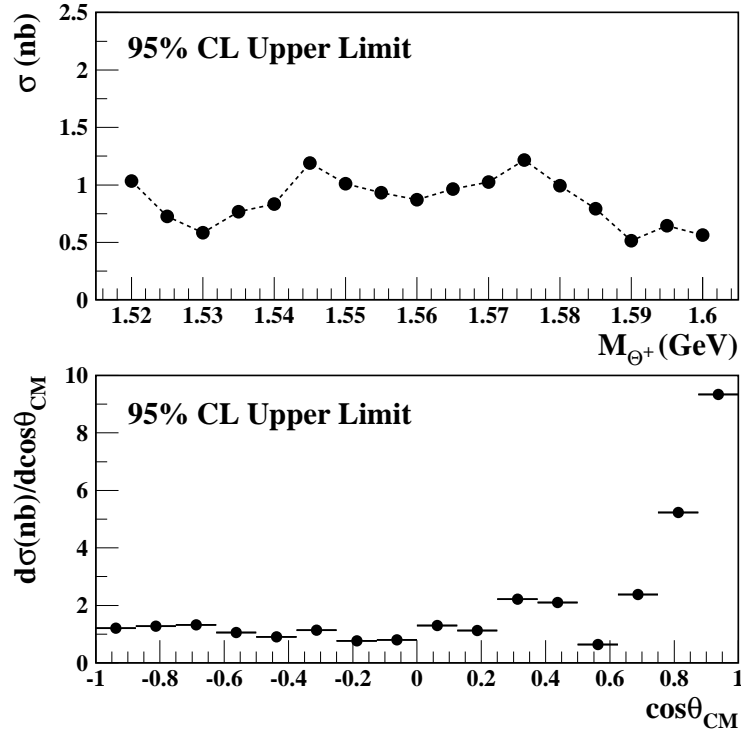 σ (nb)
2.5
2
1.5
1
0.5
0
95% CL Upper Limit
1.52 1.53 1.54 1.55 1.56 1.57 1.58 1.59 1.6
M_Θ+ (GeV)
dσ(nb)/dcosθ_CM
10
8
6
4
2
0
95% CL Upper Limit
-1 -0.8 -0.6 -0.4 -0.2 0 0.2 0.4 0.6 0.8 1
cosθ_CM